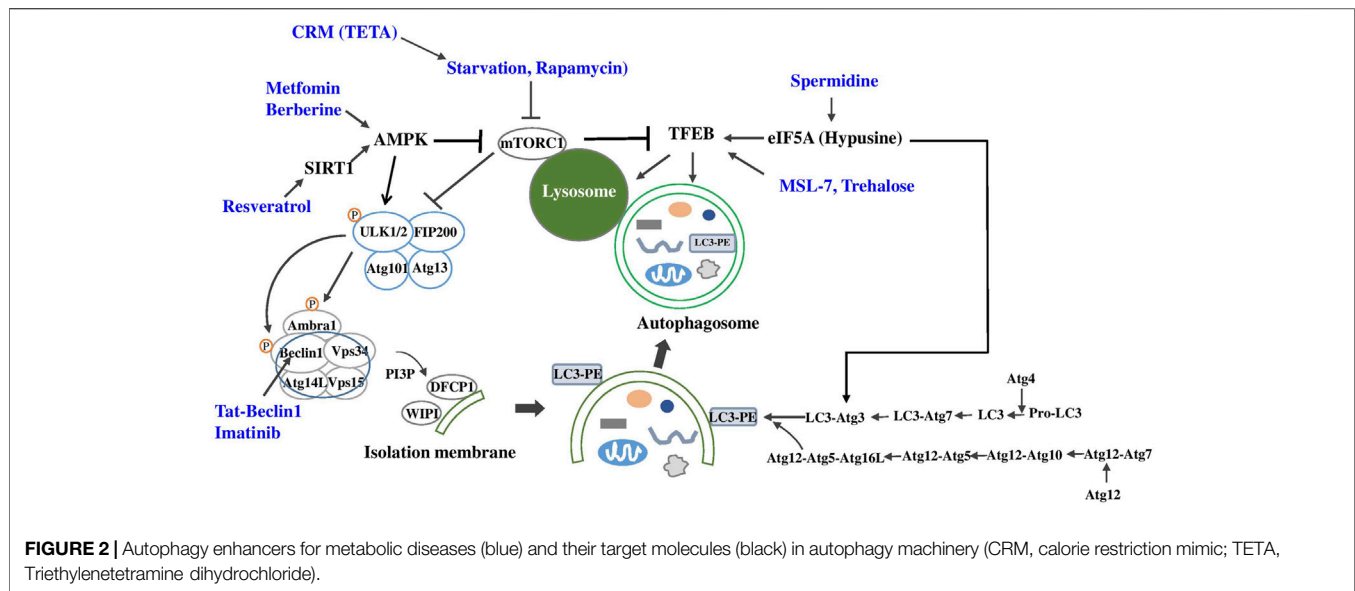 CRM (TETA)
Starvation, Rapamycin)
Metfomin
Berberine
Spermidine
AMPK
mTORC1
TFEB
eIF5A (Hypusine)
SIRT1
MSL-7, Trehalose
Resveratrol
Lysosome
P
ULK1/2
FIP200
LC3-PE
Atg101
Atg13
P
Ambra1
Autophagosome
P
Beclin1
Vps34
PI3P
DFCP1
LC3-PE
Atg14L
Vps15
Atg4
Tat-Beclin1
Imatinib
WIPI
LC3-PE
LC3-Atg3
LC3-Atg7
LC3
Pro-LC3
Isolation membrane
Atg12-Atg5-Atg16L
Atg12-Atg5
Atg12-Atg10
Atg12-Atg7
Atg12
FIGURE 2 | Autophagy enhancers for metabolic diseases (blue) and their target molecules (black) in autophagy machinery (CRM, calorie restriction mimic; TETA,
Triethylenetetramine dihydrochloride).